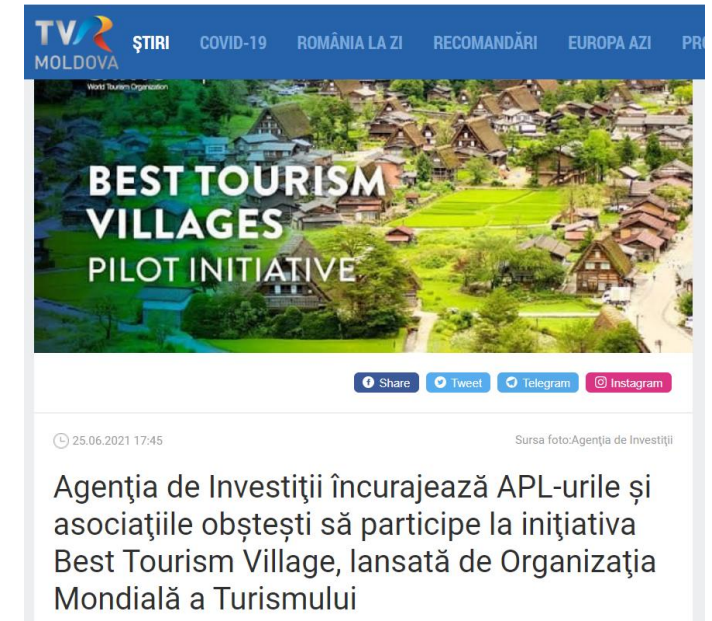 TVR
MOLDOVA
ȘTIRI COVID-19 ROMÂNIA LA ZI RECOMANDĂRI EUROPA AZI
World Tourism Organization
BEST TOURISM
VILLAGES
PILOT INITIATIVE
Share Tweet Telegram Instagram
25.06.2021 17:45 Sursa foto:Agenţia de Investiţii
Agenţia de Investiţii încurajează APL-urile și
asociaţiile obștești să participe la iniţiativa
Best Tourism Village, lansată de Organizaţia
Mondială a Turismului